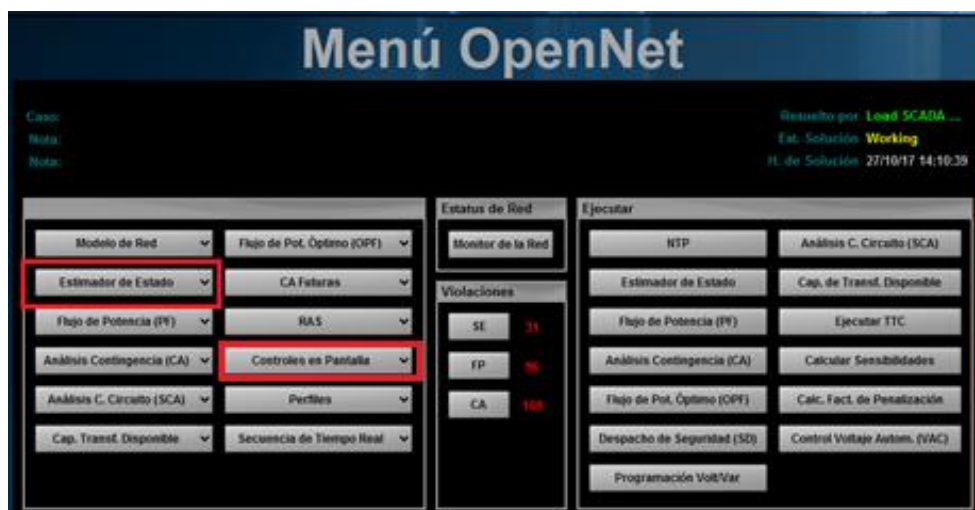 Menú OpenNet
Caso:
Nota:
Nota:
Resuelto por Load SCADA ...
Est. Solución Working
H. de Solución 27/10/17 14:10:39
Modelo de Red
Flujo de Pot. Óptimo (OPF)
Estimador de Estado
CA Futuras
Flujo de Potencia (PF)
RAS
Análisis Contingencia (CA)
Controles en Pantalla
Análisis C. Circuito (SCA)
Perfiles
Cap. Transf. Disponible
Secuencia de Tiempo Real
Estatus de Red
Monitor de la Red
Violaciones
SE 31
FP 96
CA
Ejecutar
NTP
Análisis C. Circuito (SCA)
Estimador de Estado
Cap. de Transf. Disponible
Flujo de Potencia (PF)
Ejecutar TTC
Análisis Contingencia (CA)
Calcular Sensibilidades
Flujo de Pot. Óptimo (OPF)
Calc. Fact. de Penalización
Despacho de Seguridad (SD)
Control Voltaje Autom. (VAC)
Programación Volt/Var